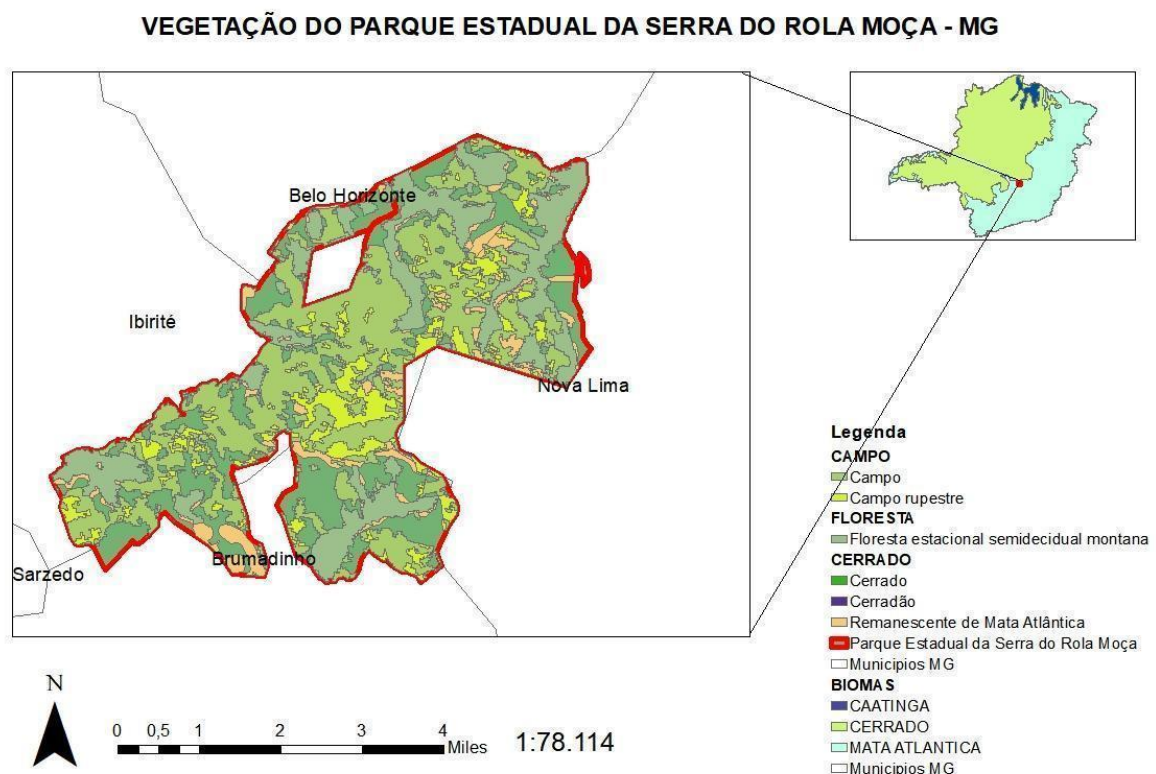 VEGETAÇÃO DO PARQUE ESTADUAL DA SERRA DO ROLA MOÇA - MG
Belo Horizonte
Ibirité
Nova Lima
Brumadinho
Sarzedo
Legenda
CAMPO
Campo
Campo rupestre
FLORESTA
Floresta estacional semidecidual montana
CERRADO
Cerrado
Cerradão
Remanescente de Mata Atlântica
Parque Estadual da Serra do Rola Moça
Municipios MG
BIOMAS
CAATINGA
CERRADO
MATA ATLANTICA
Municipios MG
N
0 0,5 1 2 3 4
Miles 1:78.114